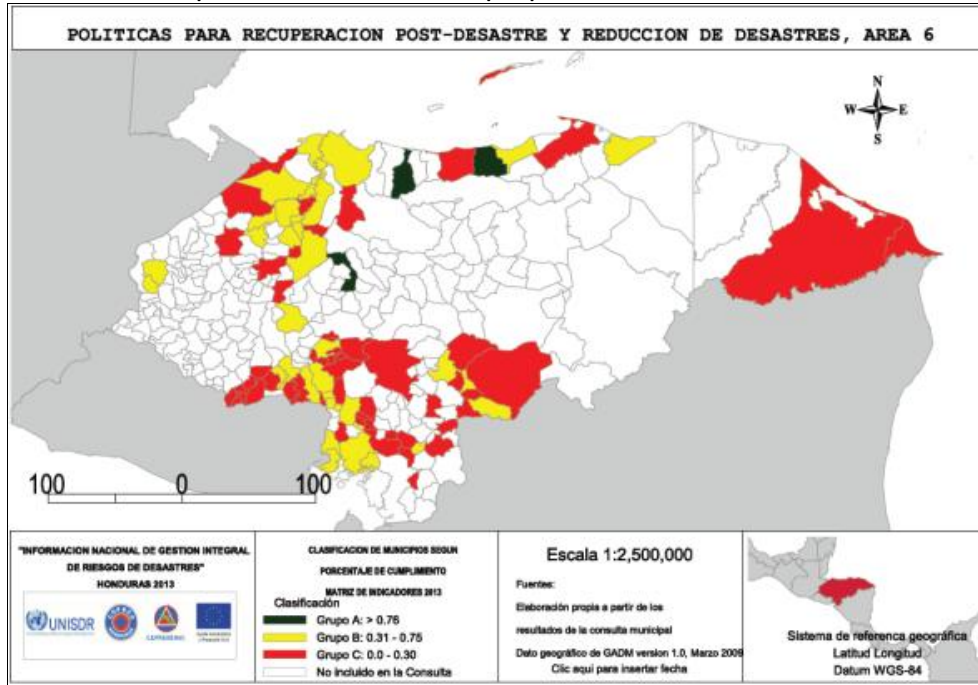 POLITICAS PARA RECUPERACION POST-DESASTRE Y REDUCCION DE DESASTRES, AREA 6
N
W E
S
100 0 100
"INFORMACION NACIONAL DE GESTION INTEGRAL
DE RIESGOS DE DESASTRES"
HONDURAS 2013
UNISDR
CLASIFICACION DE MUNICIPIOS SEGUN
PORCENTAJE DE CUMPLIMIENTO
MATRIZ DE INDICADORES 2013
Clasificación
Grupo A: > 0.76
Grupo B: 0.31 - 0.75
Grupo C: 0.0 - 0.30
No incluido en la Consulta
Escala 1:2,500,000
Fuentes:
Elaboración propia a partir de los
resultados de la consulta municipal
Dato geográfico de GADM version 1.0, Marzo 2009
Clic aquí para insertar fecha
Sistema de referencia geográfica
Latitud Longitud
Datum WGS-84